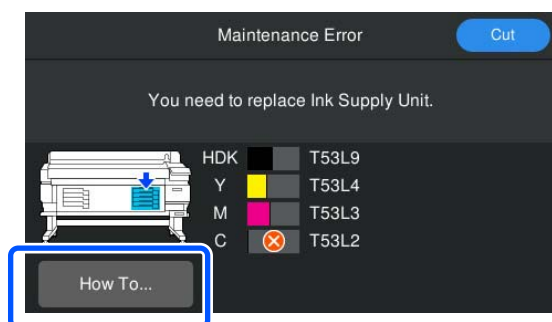 Maintenance Error
Cut
You need to replace Ink Supply Unit.
HDK T53L9
Y T53L4
M T53L3
C T53L2
How To...